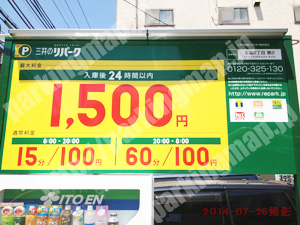 三井のリパーク
最大料金
入庫後24時間以内
1,500円
通常料金
8:00-20:00
15分/100円
20:00-8:00
60分/100円
0120-325-130
http://www.repark.jp
ITO EN
2014-07-26撮影